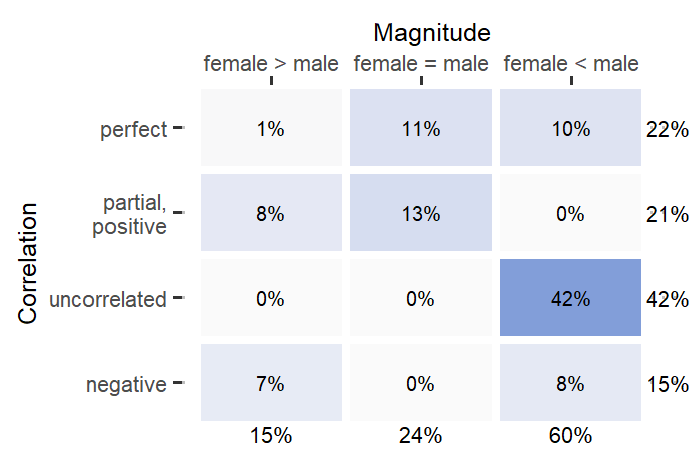 Magnitude
female > male female = male female < male
perfect 1% 11% 10% 22%
partial,
positive 8% 13% 0% 21%
uncorrelated 0% 0% 42% 42%
negative 7% 0% 8% 15%
15% 24% 60%
Correlation